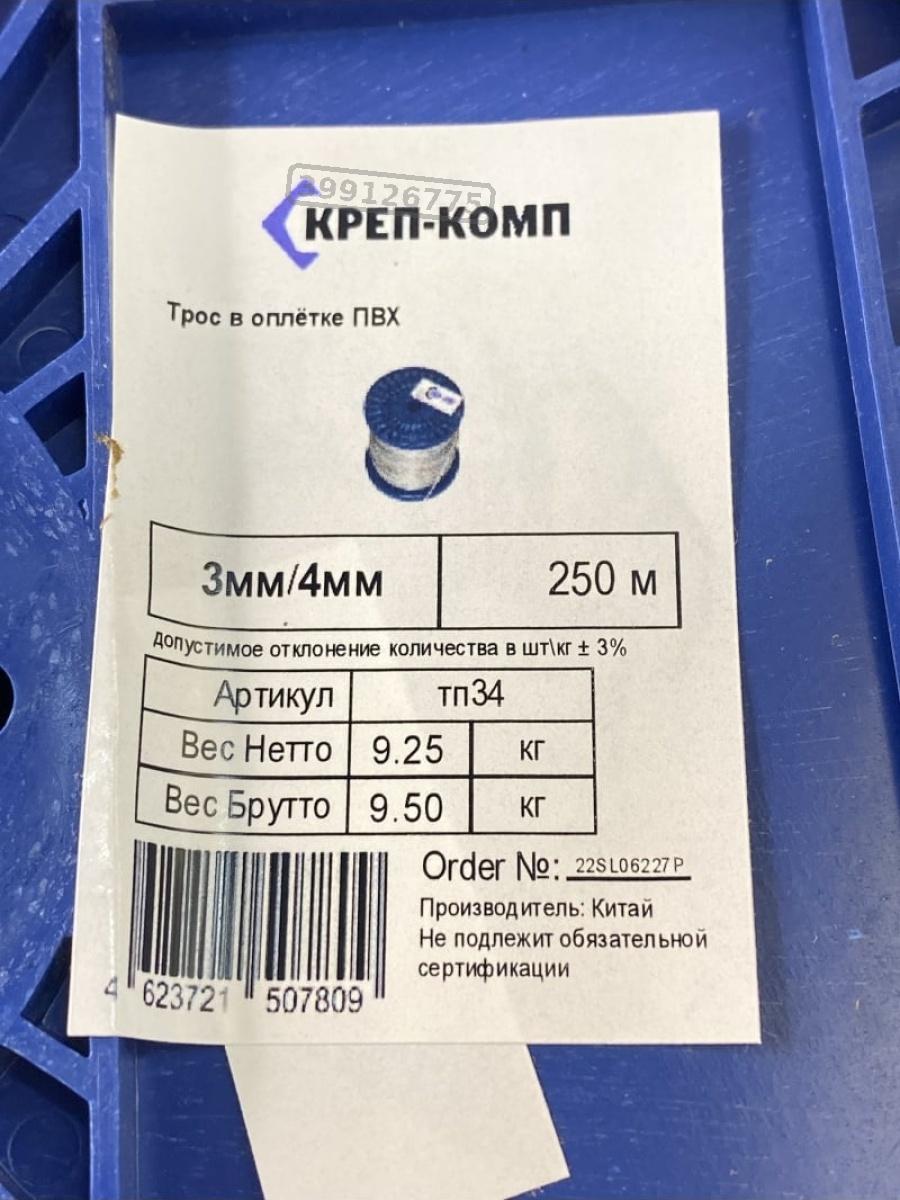 299126775
КРЕП-КОМП
Трос в оплётке ПВХ
3мм/4мм 250 м
допустимое отклонение количества в шт\кг ± 3%
Артикул тп34
Вес Нетто 9.25 кг
Вес Брутто 9.50 кг
Order №: 22SL06227P
Производитель: Китай
Не подлежит обязательной
сертификации
4 623721 507809